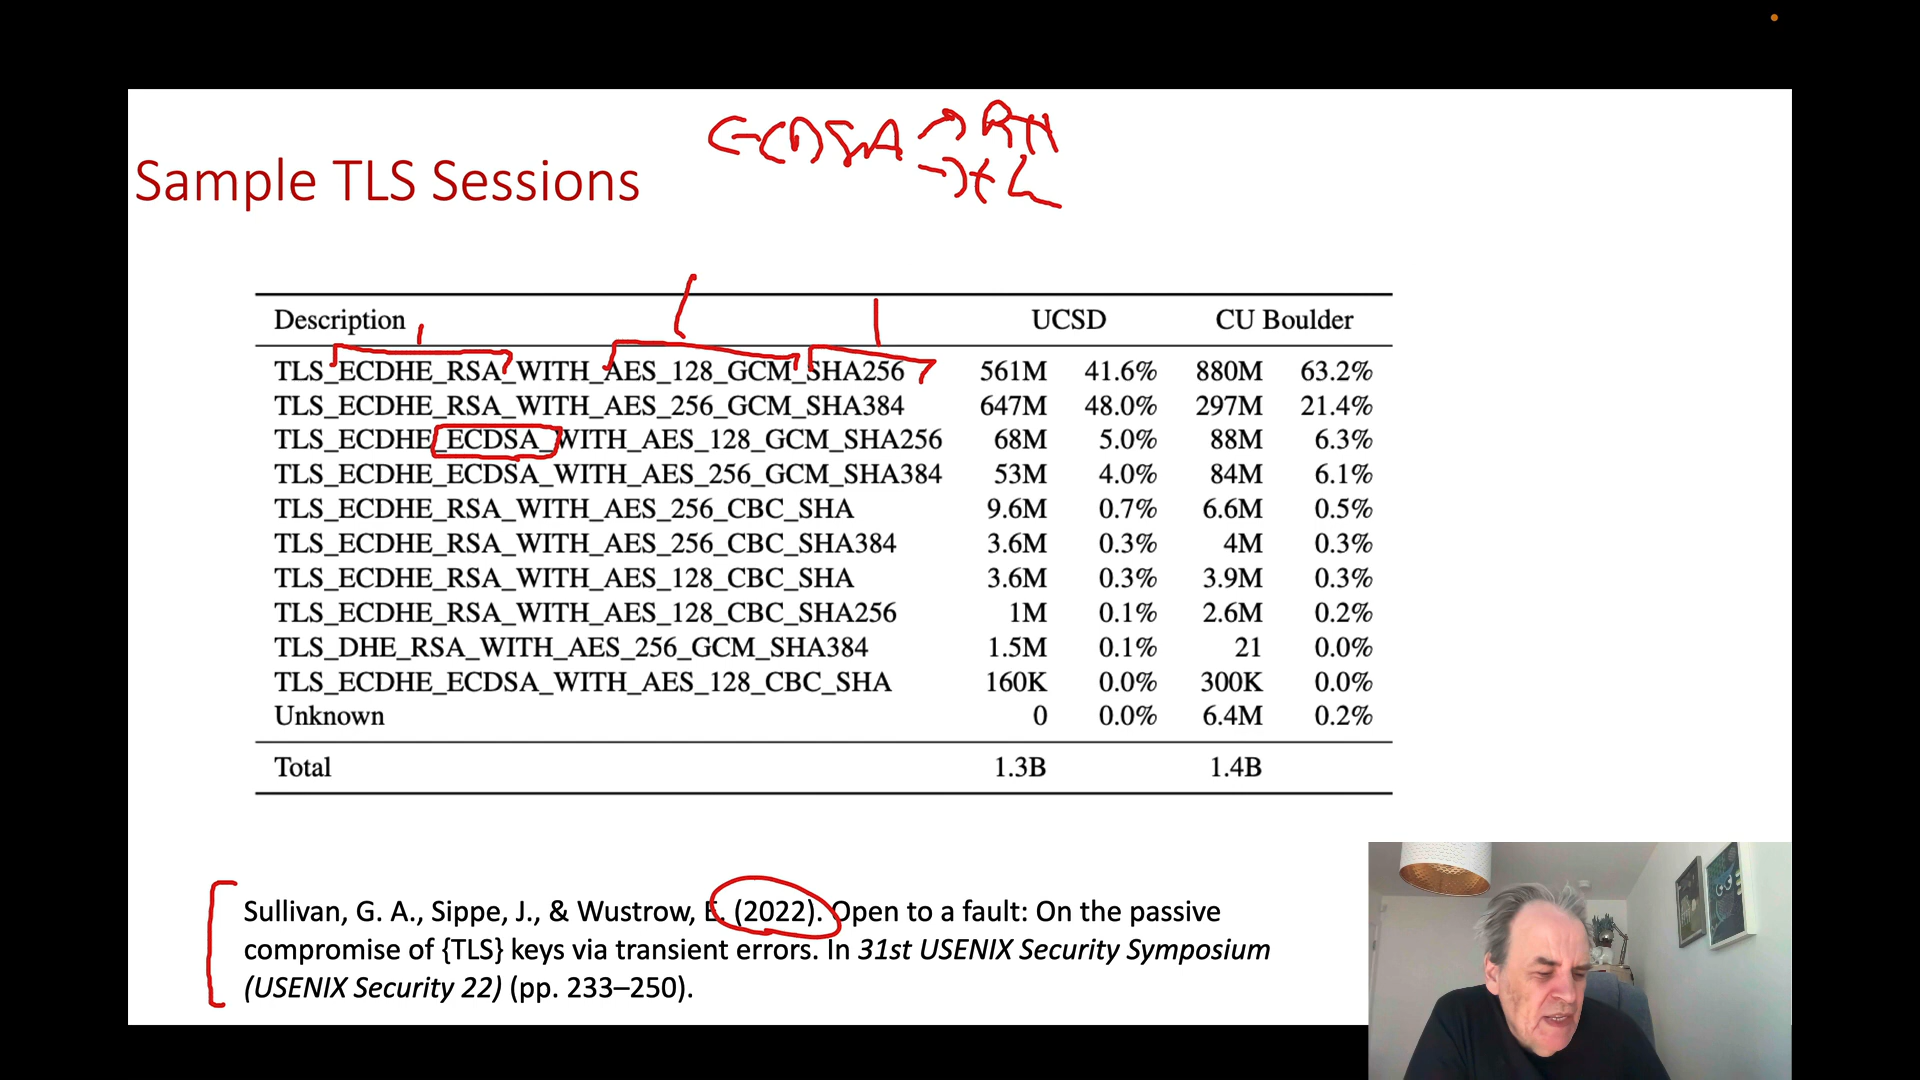 ECDSA → RN
Sample TLS Sessions
Description UCSD CU Boulder
TLS_ECDHE_RSA_WITH_AES_128_GCM_SHA256 561M 41.6% 880M 63.2%
TLS_ECDHE_RSA_WITH_AES_256_GCM_SHA384 647M 48.0% 297M 21.4%
TLS_ECDHE_ECDSA_WITH_AES_128_GCM_SHA256 68M 5.0% 88M 6.3%
TLS_ECDHE_ECDSA_WITH_AES_256_GCM_SHA384 53M 4.0% 84M 6.1%
TLS_ECDHE_RSA_WITH_AES_256_CBC_SHA 9.6M 0.7% 6.6M 0.5%
TLS_ECDHE_RSA_WITH_AES_256_CBC_SHA384 3.6M 0.3% 4M 0.3%
TLS_ECDHE_RSA_WITH_AES_128_CBC_SHA 3.6M 0.3% 3.9M 0.3%
TLS_ECDHE_RSA_WITH_AES_128_CBC_SHA256 1M 0.1% 2.6M 0.2%
TLS_DHE_RSA_WITH_AES_256_GCM_SHA384 1.5M 0.1% 21 0.0%
TLS_ECDHE_ECDSA_WITH_AES_128_CBC_SHA 160K 0.0% 300K 0.0%
Unknown 0 0.0% 6.4M 0.2%
Total 1.3B 1.4B
Sullivan, G. A., Sippe, J., & Wustrow, E. (2022). Open to a fault: On the passive
compromise of {TLS} keys via transient errors. In 31st USENIX Security Symposium
(USENIX Security 22) (pp. 233–250).